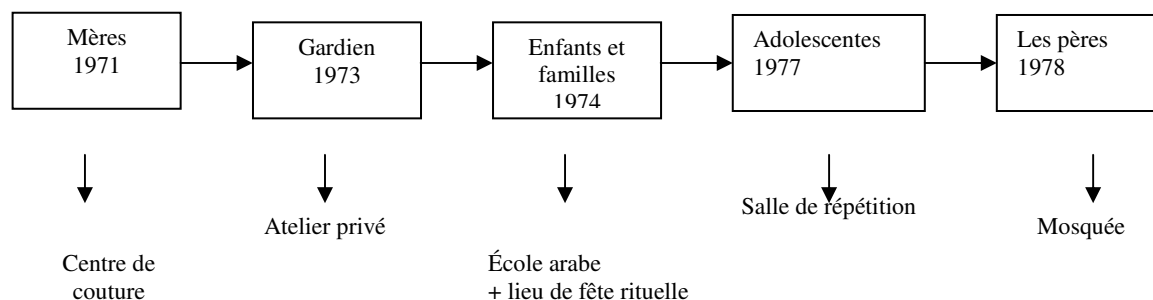 Mères
1971
Gardien
1973
Enfants et
familles
1974
Adolescentes
1977
Les pères
1978
Centre de
couture
Atelier privé
École arabe
+ lieu de fête rituelle
Salle de répétition
Mosquée